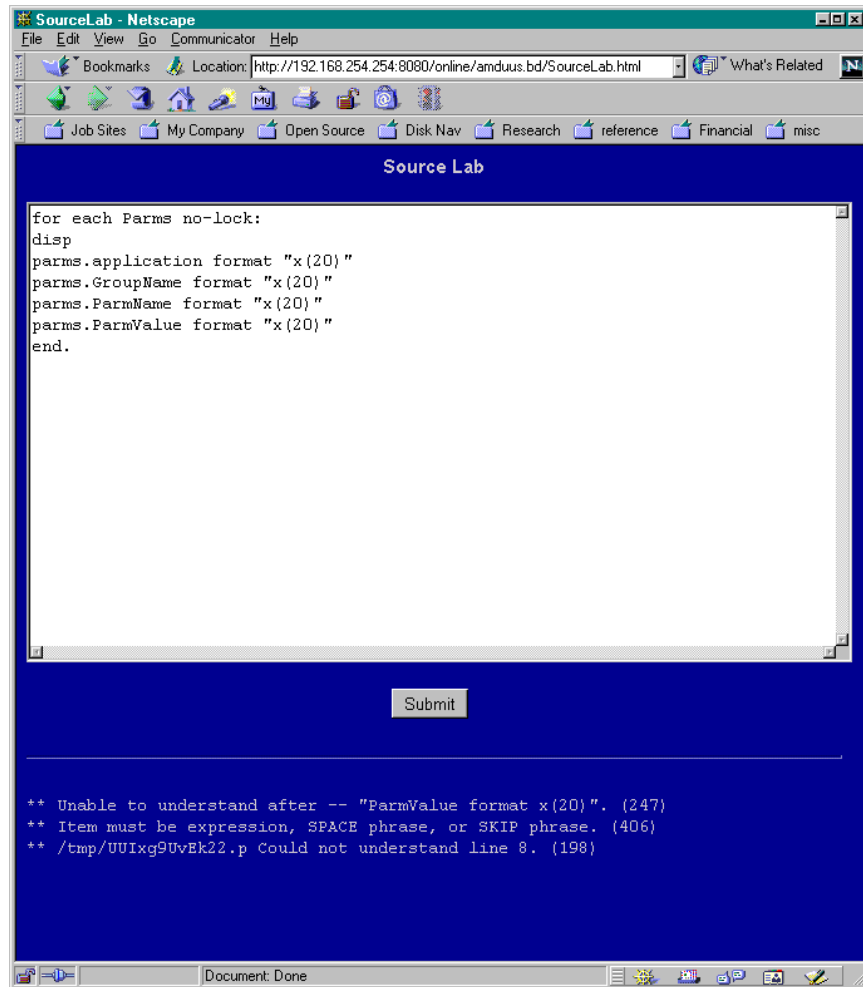 SourceLab - Netscape
File Edit View Go Communicator Help
Bookmarks Location: http://192.168.254.254:8080/online/amduus.bd/SourceLab.html What's Related N
My
Job Sites My Company Open Source Disk Nav Research reference Financial misc
Source Lab
for each Parms no-lock:
disp
parms.application format "x(20)"
parms.GroupName format "x(20)"
parms.ParmName format "x(20)"
parms.ParmValue format "x(20)"
end.
Submit
** Unable to understand after -- "ParmValue format x(20)". (247)
** Item must be expression, SPACE phrase, or SKIP phrase. (406)
** /tmp/UUIxg9UvEk22.p Could not understand line 8. (198)
Document: Done